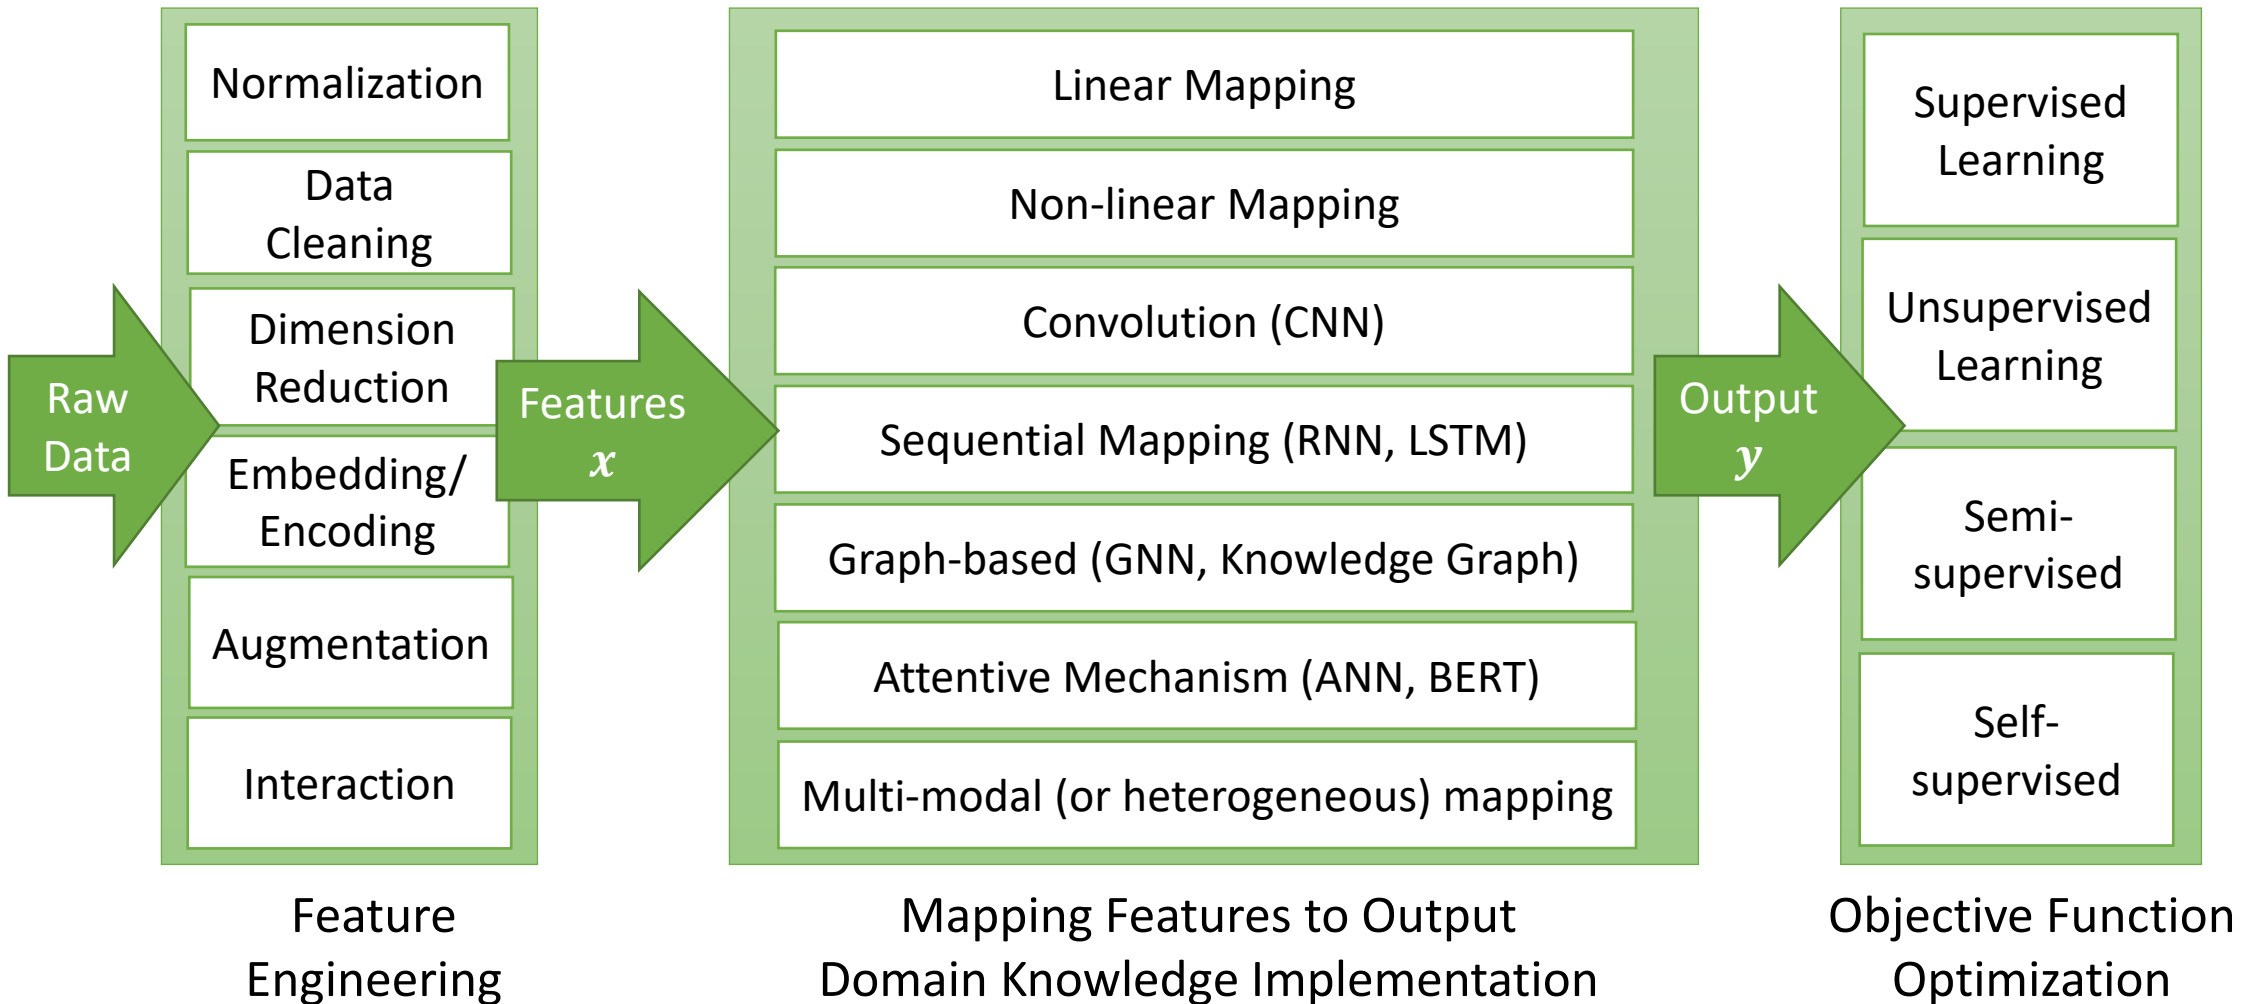 Raw
Data
Normalization
Data
Cleaning
Dimension
Reduction
Embedding/
Encoding
Augmentation
Interaction
Feature
Engineering
Features
x
Linear Mapping
Non-linear Mapping
Convolution (CNN)
Sequential Mapping (RNN, LSTM)
Graph-based (GNN, Knowledge Graph)
Attentive Mechanism (ANN, BERT)
Multi-modal (or heterogeneous) mapping
Mapping Features to Output
Domain Knowledge Implementation
Output
y
Supervised
Learning
Unsupervised
Learning
Semi-
supervised
Self-
supervised
Objective Function
Optimization